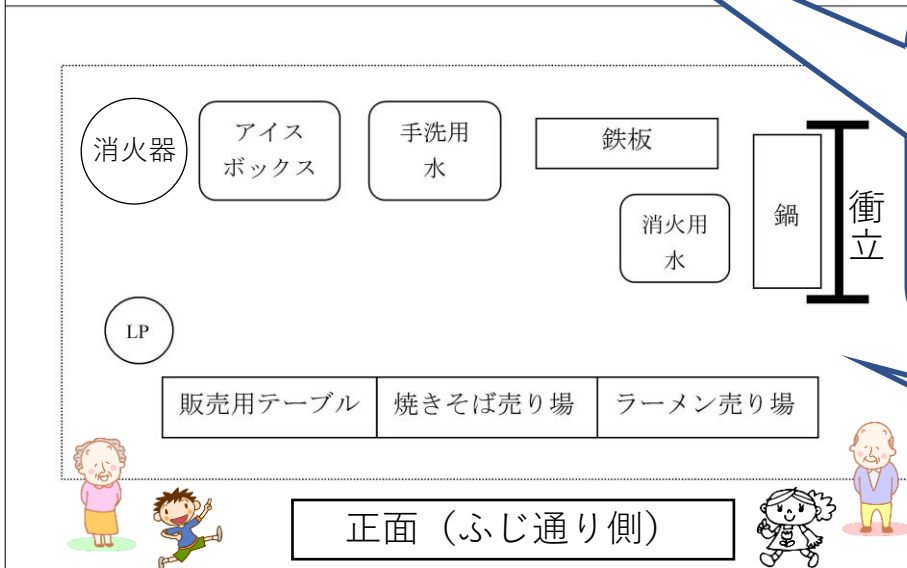 消火器
アイス
ボックス
手洗用
水
鉄板
消火用
水
鍋
衝立
LP
販売用テーブル
焼きそば売り場
ラーメン売り場
正面（ふじ通り側）